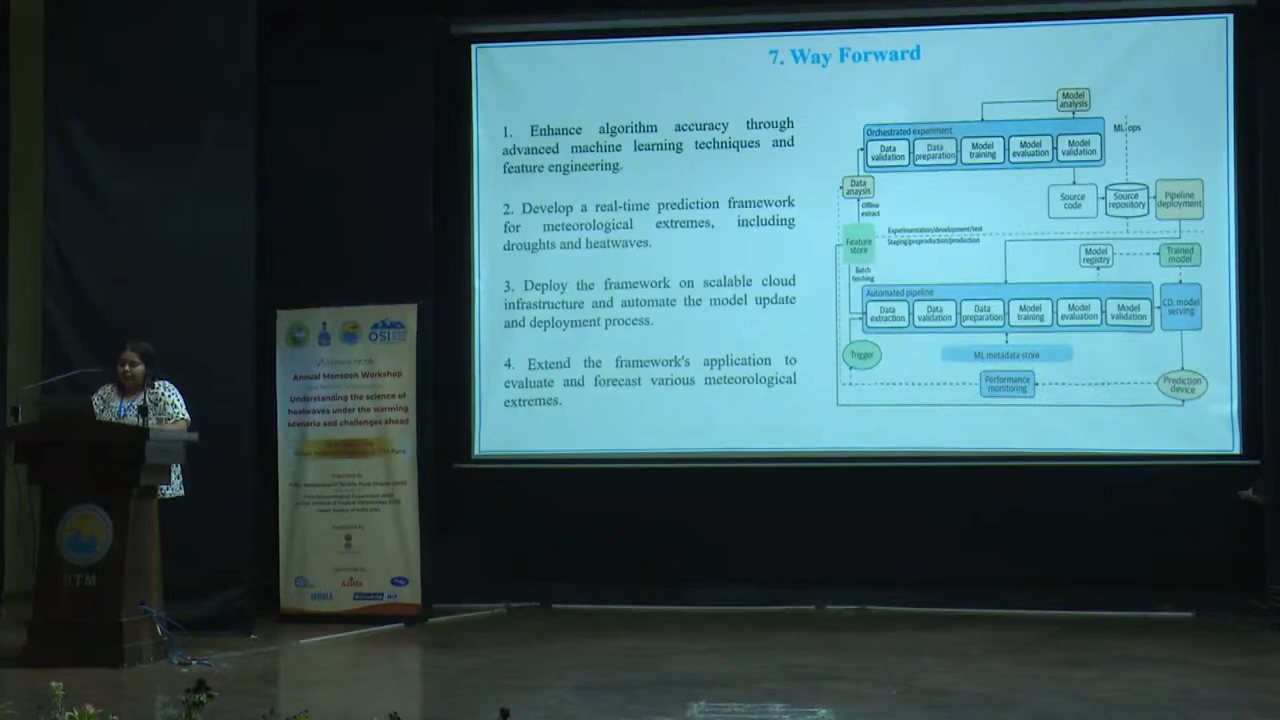 7. Way Forward
1. Enhance algorithm accuracy through
advanced machine learning techniques and
feature engineering.
2. Develop a real-time prediction framework
for meteorological extremes, including
droughts and heatwaves.
3. Deploy the framework on scalable cloud
infrastructure and automate the model update
and deployment process.
4. Extend the framework's application to
evaluate and forecast various meteorological
extremes.
Model
analysis
Orchestrated experiment
Data
validation
Data
preparation
Model
training
Model
evaluation
Model
validation
ML ops
Data
anaysis
Offline
extract
Source
code
Source
repository
Pipeline
deployment
Experimentation/development/test
Staging/preproduction/production
Feature
store
Batch
fetching
Model
registry
Trained
model
Automated pipeline
Data
extraction
Data
validation
Data
preparation
Model
training
Model
evaluation
Model
validation
CD: model
serving
Trigger
ML metadata store
Performance
monitoring
Prediction
device
OSI
Annual Monsoon Workshop
Understanding the science of
heatwaves under the warming
scenario and challenges ahead
IITM